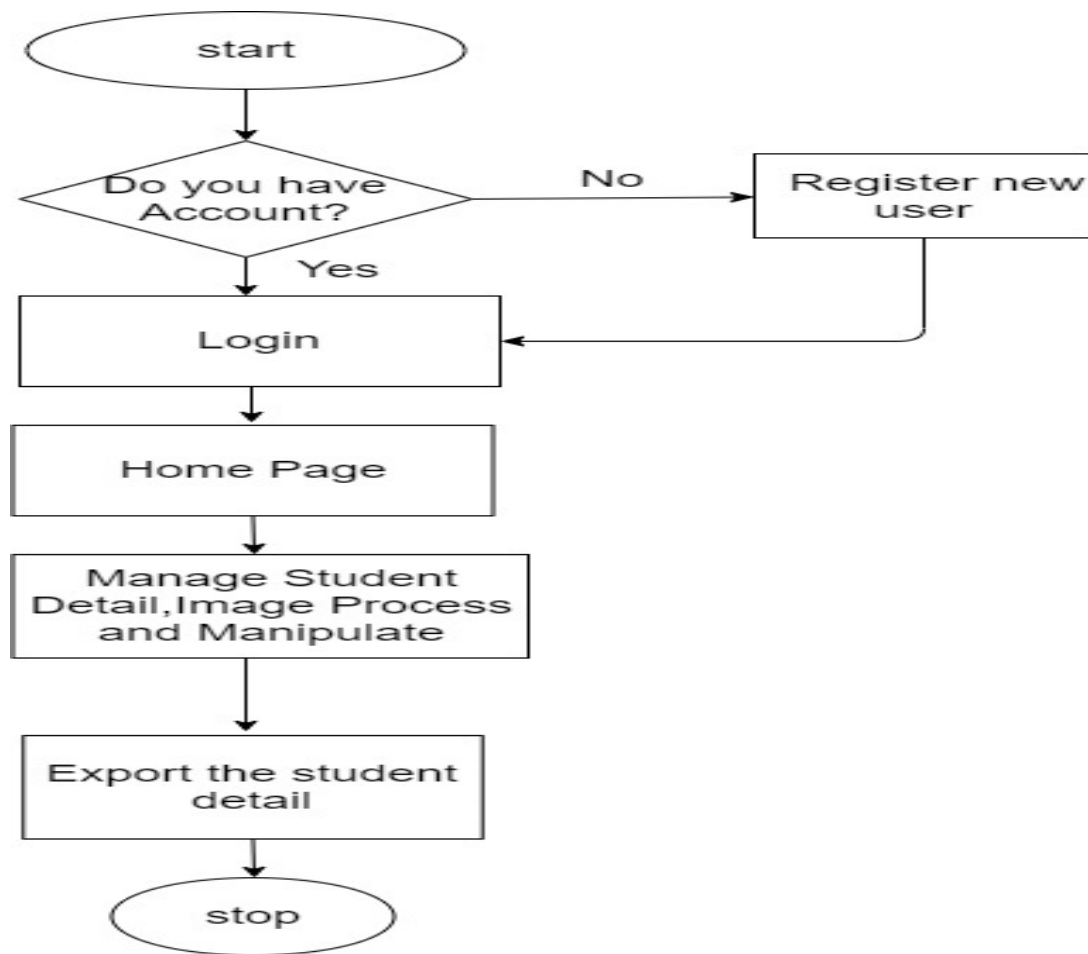 start
Do you have
Account?
No
Register new
user
Yes
Login
Home Page
Manage Student
Detail,Image Process
and Manipulate
Export the student
detail
stop